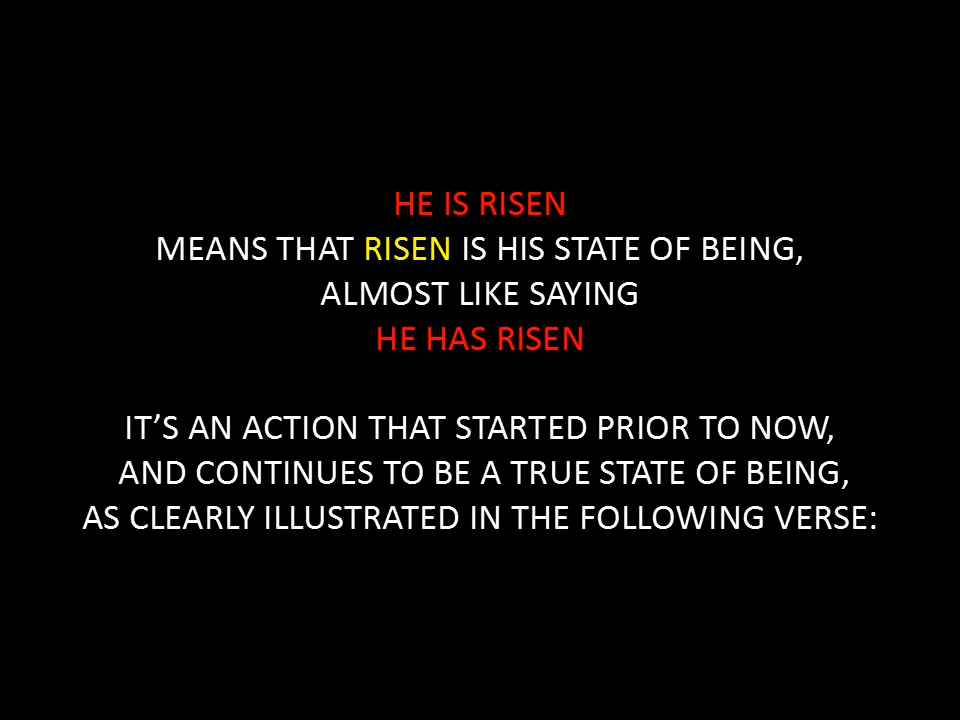 HE IS RISEN
MEANS THAT RISEN IS HIS STATE OF BEING,
ALMOST LIKE SAYING
HE HAS RISEN
IT’S AN ACTION THAT STARTED PRIOR TO NOW,
AND CONTINUES TO BE A TRUE STATE OF BEING,
AS CLEARLY ILLUSTRATED IN THE FOLLOWING VERSE: